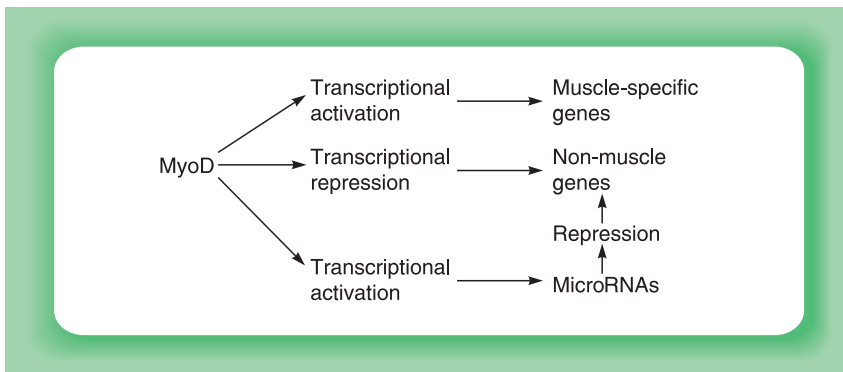 Transcriptional
activation
Muscle-specific
genes
MyoD
Transcriptional
repression
Non-muscle
genes
Repression
Transcriptional
activation
MicroRNAs